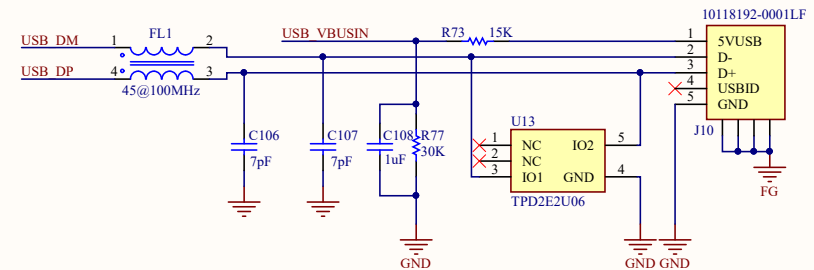 10118192-0001LF
FL1
USB_VBUSIN
R73 15K
USB_DM 1 2
1 5VUSB
2 D-
USB_DP 4 3
3 D+
45@100MHz
4 USBID
5 GND
U13
J10
C106
7pF
C107
7pF
C108
1uF
R77
30K
1 NC IO2 5
2 NC
3 IO1 GND 4
TPD2E2U06
FG
GND
GND
GND